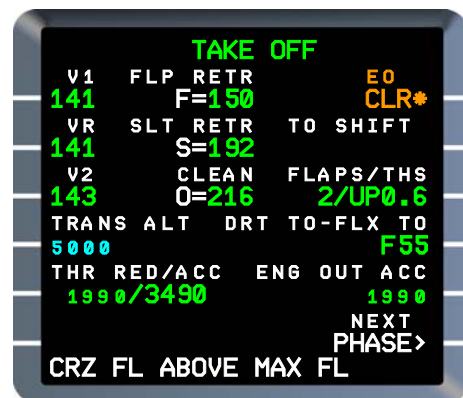 TAKE OFF
V1 FLP RETR EO
141 F=150 CLR*
VR SLT RETR TO SHIFT
141 S=192
V2 CLEAN FLAPS/THS
143 O=216 2/UP0.6
TRANS ALT DRT TO-FLX TO
5000 F55
THR RED/ACC ENG OUT ACC
1990/3490 1990
NEXT
PHASE>
CRZ FL ABOVE MAX FL